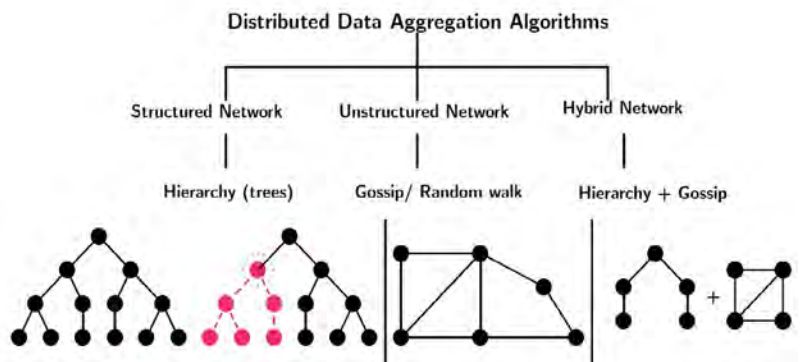 Distributed Data Aggregation Algorithms
Structured Network
Unstructured Network
Hybrid Network
Hierarchy (trees)
Gossip/ Random walk
Hierarchy + Gossip
+